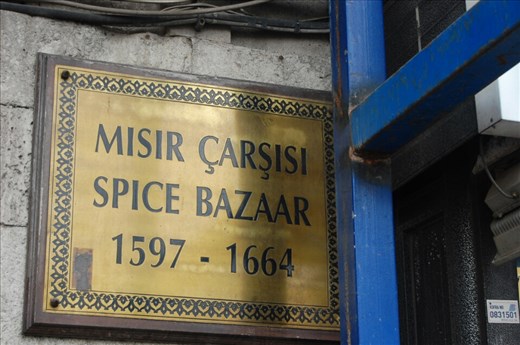 MISIR ÇARŞISI
SPICE BAZAAR
1597 - 1664
0831501